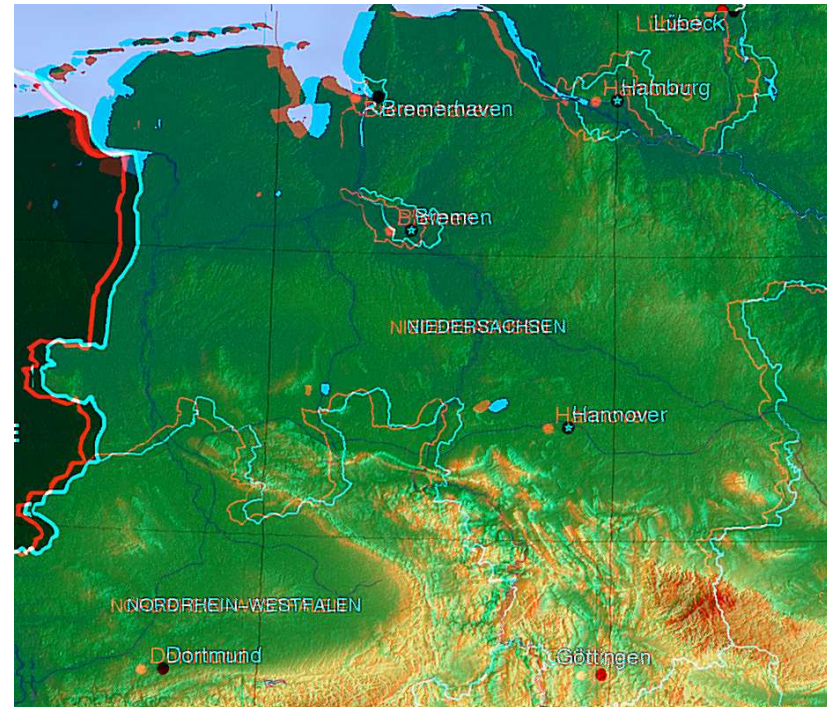 Lübeck
Hamburg
Bremerhaven
Bremen
NIEDERSACHSEN
Hannover
E
NORDRHEIN-WESTFALEN
Dortmund
Göttingen